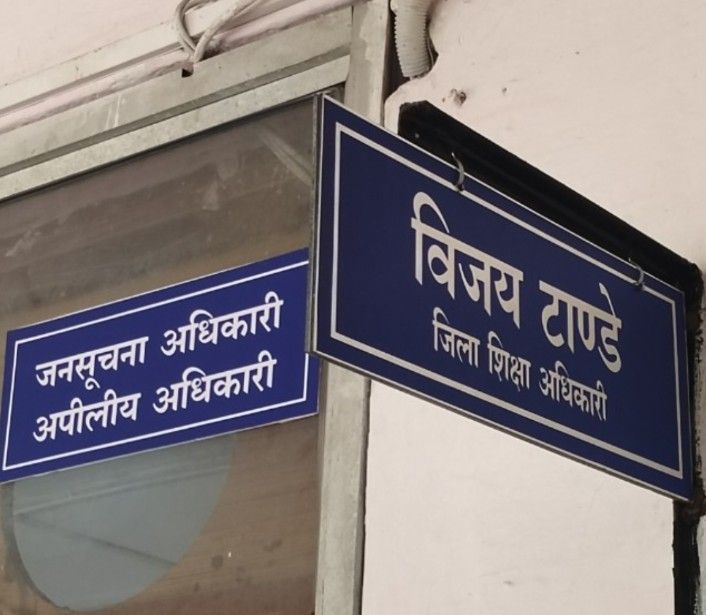 जनसूचना अधिकारी
अपीलीय अधिकारी
विजय टाण्डे
जिला शिक्षा अधिकारी